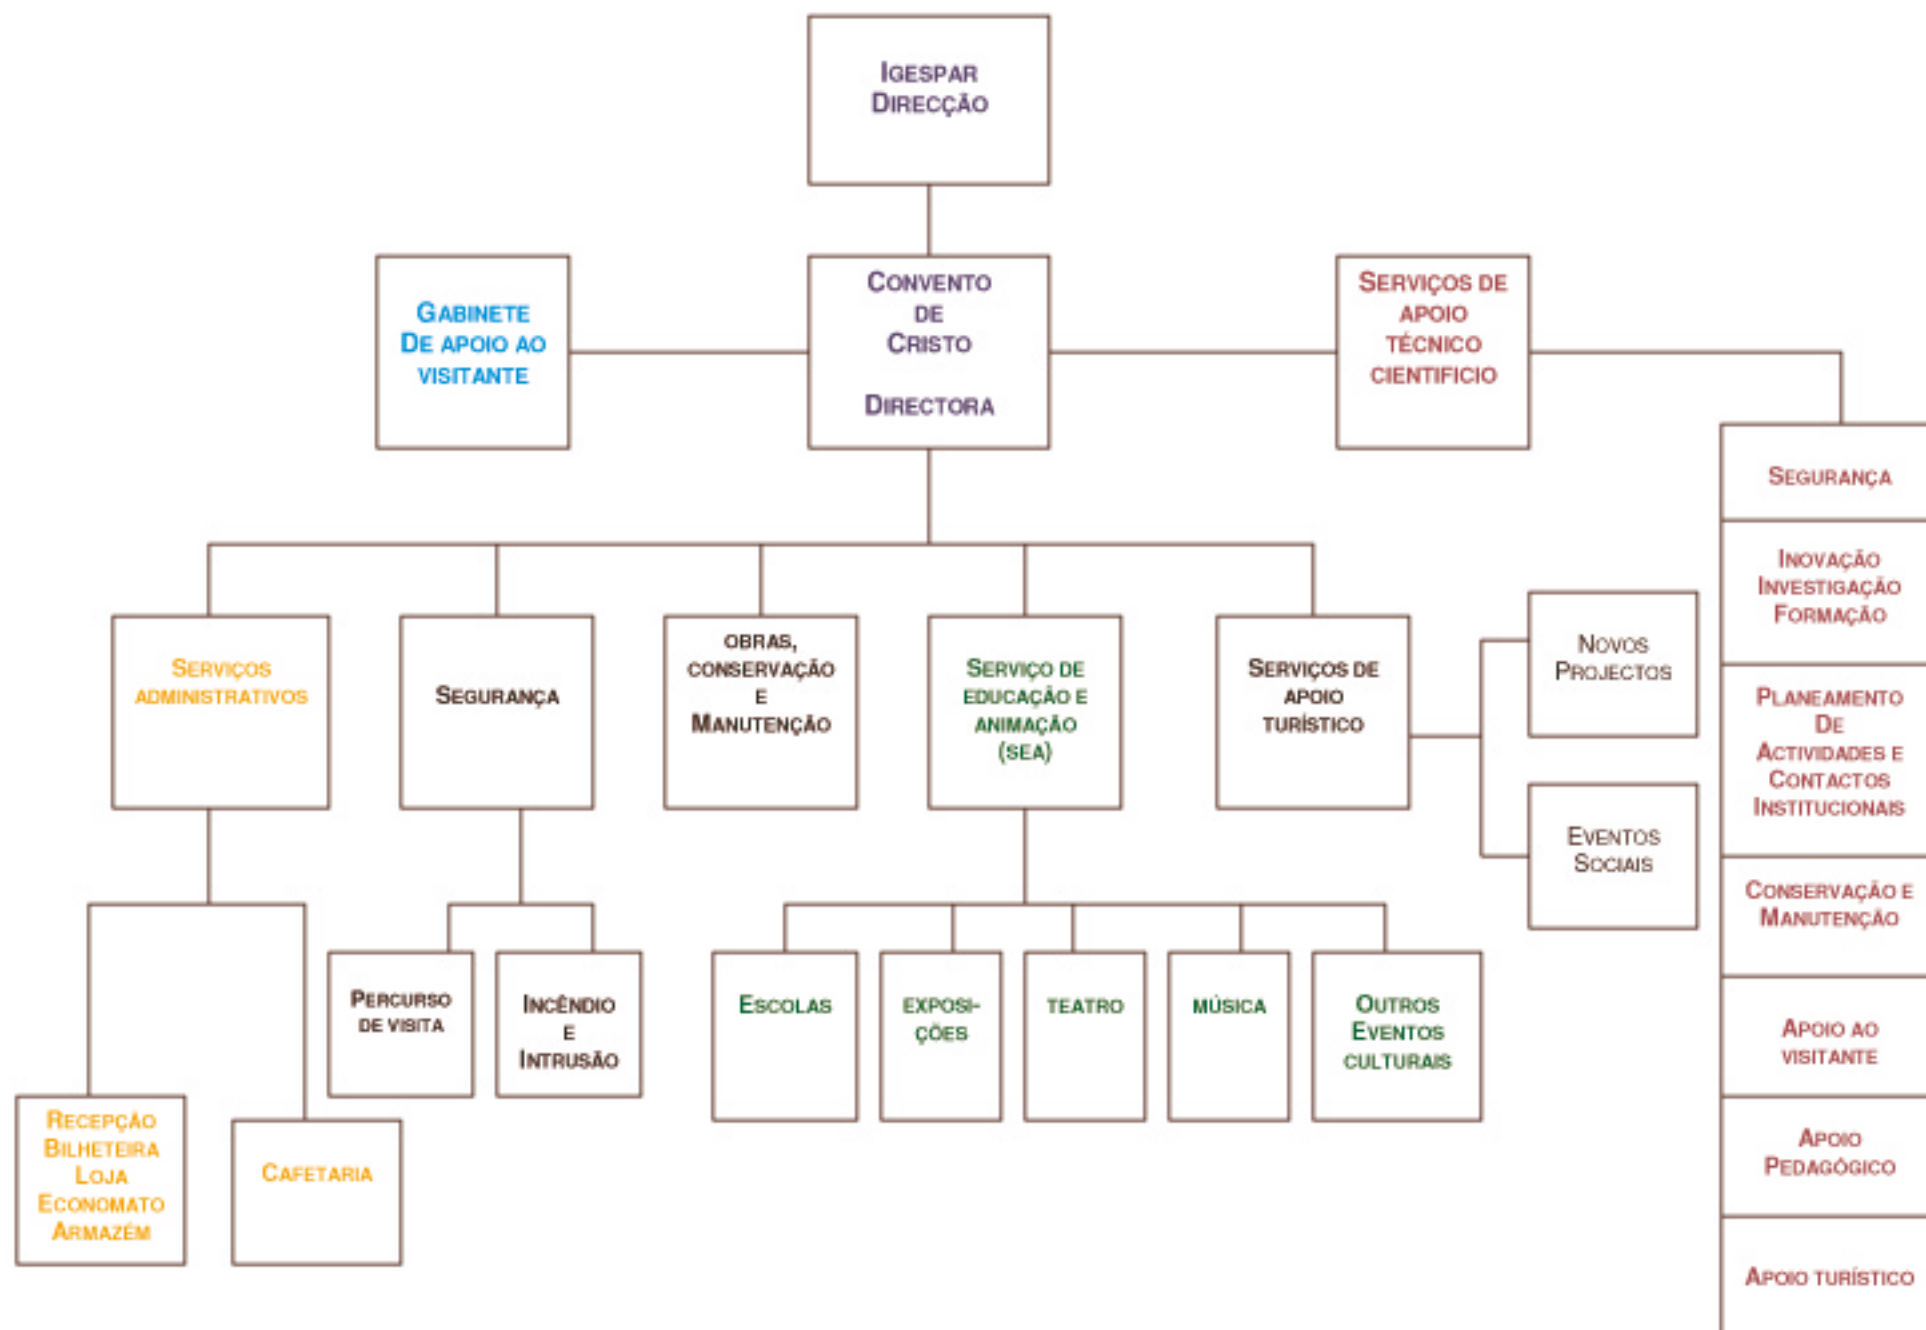 IGESPAR
DIRECÇÃO
GABINETE
DE APOIO AO
VISITANTE
CONVENTO
DE
CRISTO
DIRECTORA
SERVIÇOS DE
APOIO
TÉCNICO
CIENTIFICIO
SEGURANÇA
INOVAÇÃO
INVESTIGAÇÃO
FORMAÇÃO
PLANEAMENTO
DE
ACTIVIDADES E
CONTACTOS
INSTITUCIONAIS
CONSERVAÇÃO E
MANUTENÇÃO
APOIO AO
VISITANTE
APOIO
PEDAGÓGICO
APOIO TURÍSTICO
SERVIÇOS
ADMINISTRATIVOS
SEGURANÇA
OBRAS,
CONSERVAÇÃO
E
MANUTENÇÃO
SERVIÇO DE
EDUCAÇÃO E
ANIMAÇÃO
(SEA)
SERVIÇOS DE
APOIO
TURÍSTICO
NOVOS
PROJECTOS
EVENTOS
SOCIAIS
RECEPÇÃO
BILHETEIRA
LOJA
ECONOMATO
ARMAZÉM
CAFETARIA
PERCURSO
DE VISITA
INCÊNDIO
E
INTRUSÃO
ESCOLAS
EXPOSI-
ÇÕES
TEATRO
MÚSICA
OUTROS
EVENTOS
CULTURAIS